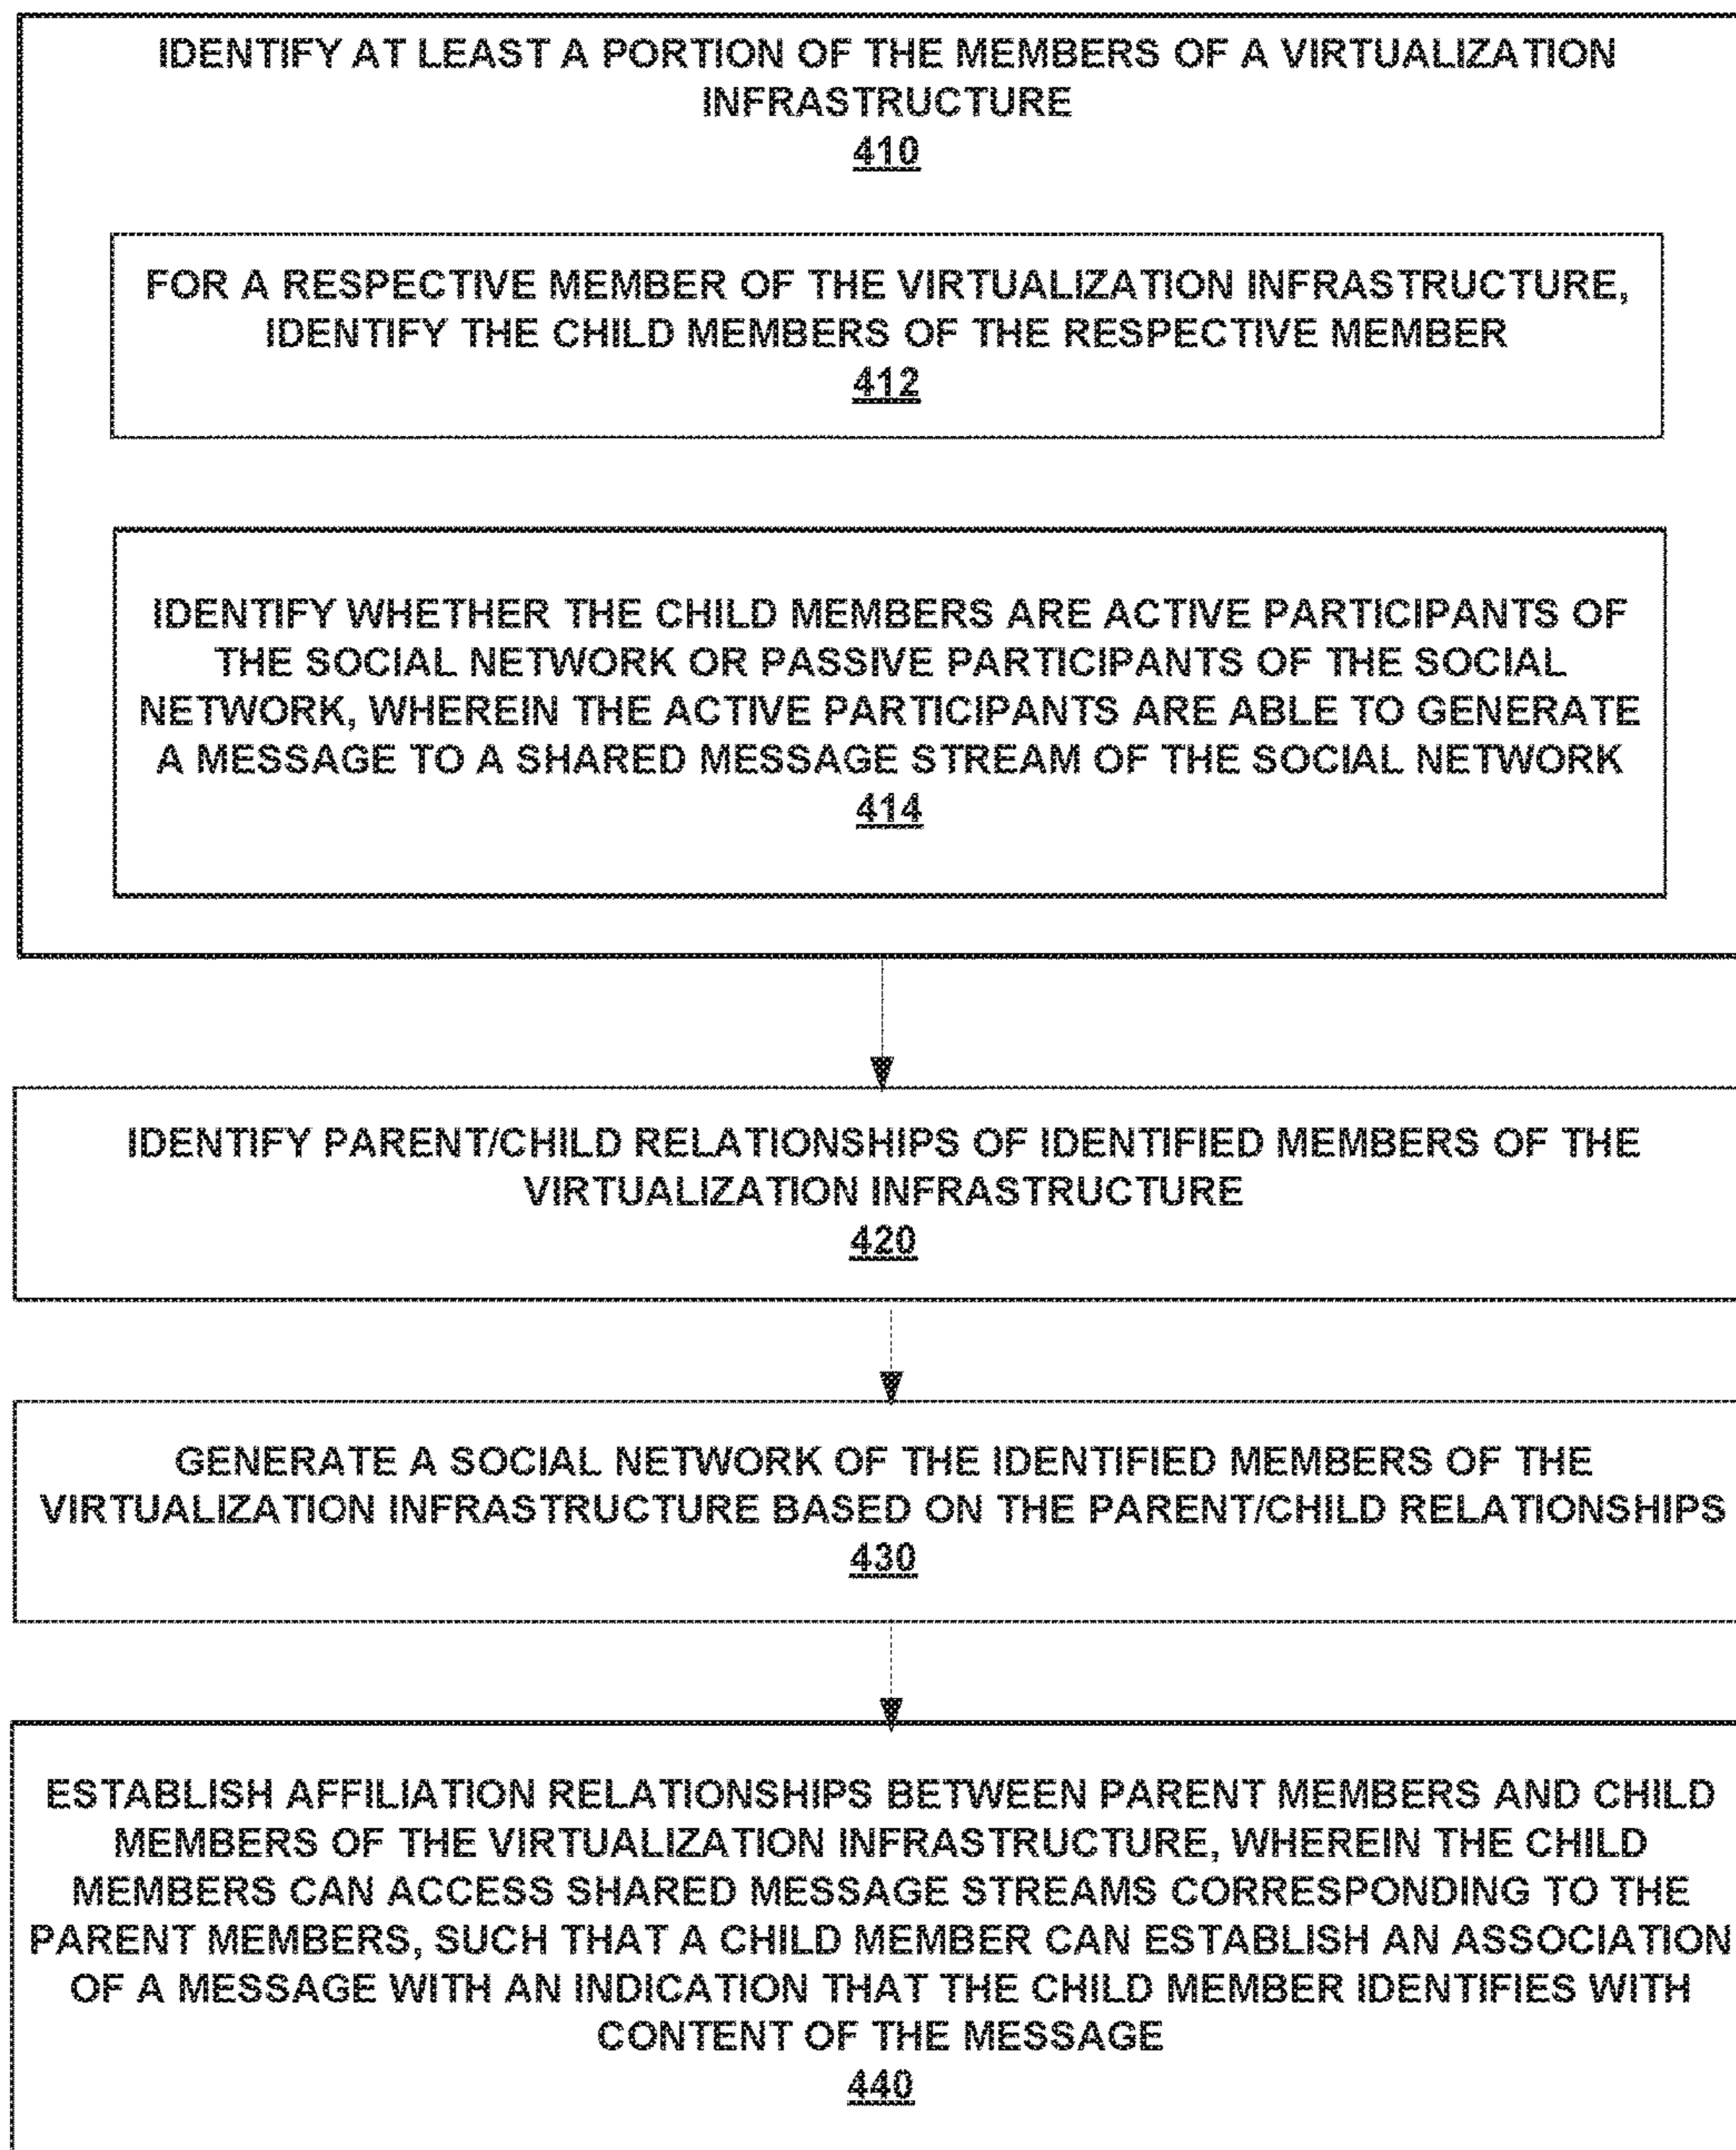 IDENTIFY AT LEAST A PORTION OF THE MEMBERS OF A VIRTUALIZATION
INFRASTRUCTURE
410
FOR A RESPECTIVE MEMBER OF THE VIRTUALIZATION INFRASTRUCTURE,
IDENTIFY THE CHILD MEMBERS OF THE RESPECTIVE MEMBER
412
IDENTIFY WHETHER THE CHILD MEMBERS ARE ACTIVE PARTICIPANTS OF
THE SOCIAL NETWORK OR PASSIVE PARTICIPANTS OF THE SOCIAL
NETWORK, WHEREIN THE ACTIVE PARTICIPANTS ARE ABLE TO GENERATE
A MESSAGE TO A SHARED MESSAGE STREAM OF THE SOCIAL NETWORK
414
IDENTIFY PARENT/CHILD RELATIONSHIPS OF IDENTIFIED MEMBERS OF THE
VIRTUALIZATION INFRASTRUCTURE
420
GENERATE A SOCIAL NETWORK OF THE IDENTIFIED MEMBERS OF THE
VIRTUALIZATION INFRASTRUCTURE BASED ON THE PARENT/CHILD RELATIONSHIPS
430
ESTABLISH AFFILIATION RELATIONSHIPS BETWEEN PARENT MEMBERS AND CHILD
MEMBERS OF THE VIRTUALIZATION INFRASTRUCTURE, WHEREIN THE CHILD
MEMBERS CAN ACCESS SHARED MESSAGE STREAMS CORRESPONDING TO THE
PARENT MEMBERS, SUCH THAT A CHILD MEMBER CAN ESTABLISH AN ASSOCIATION
OF A MESSAGE WITH AN INDICATION THAT THE CHILD MEMBER IDENTIFIES WITH
CONTENT OF THE MESSAGE
440